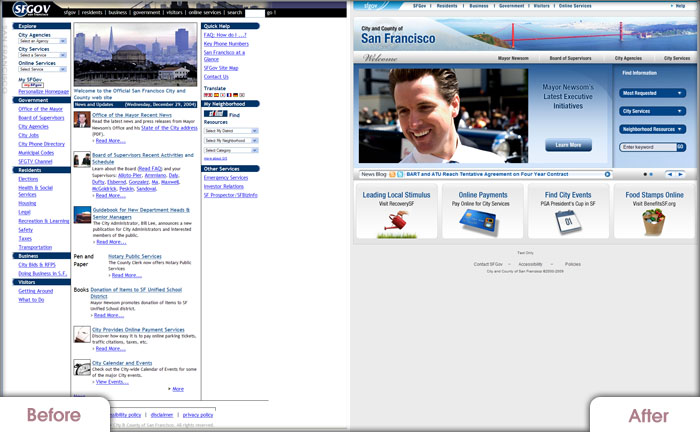 SFGOV
sfgov | residents | business | government | visitors | online services | search go !
Explore
City Agencies
Select an Agency
City Services
Select a Service
Online Services
Select a Service
My SFGov
Personalize Homepage
Government
Office of the Mayor
Board of Supervisors
City Agencies
City Jobs
City Phone Directory
Municipal Codes
SFGTV Channel
Residents
Elections
Health & Social
Services
Housing
Legal
Recreation & Learning
Safety
Taxes
Transportation
Business
City Bids & RFPS
Doing Business in S.F.
Visitors
Getting Around
What to Do
Welcome to the Official San Francisco City and
County web site
News and Updates (Wednesday, December 29, 2004)
Office of the Mayor Recent News
Read the latest news and press releases from Mayor
Newsom's Office and his State of the City address
(PDF).
› Read More...
Board of Supervisors Recent Activities and
Schedule
Learn about the Board (Read FAQ) and your
Supervisors: Alioto-Pier, Ammiano, Daly,
Dufty, Elsbernd, Gonzalez, Ma, Maxwell,
McGoldrick, Peskin, Sandoval.
› Read More...
Guidebook for New Department Heads &
Senior Managers
The City Administrator, Bill Lee, announces a new
publication for City Administrators and Interested
members of the public.
› Read More...
Pen and
Paper
Notary Public Services
The County Clerk now offers Notary Public
Services
› Read More...
Books
Donation of Items to SF Unified School
District
Mayor Newsom promotes donation of items to SF
Unified School district.
› Read More...
City Provides Online Payment Services
Discover how easy it is to pay online for parking tickets,
traffic citations, taxes, etc.
› Read More...
City Calendar and Events
Check out the City-wide Calendar of Events for some
of the major City events.
› View Events...
» More
Quick Help
FAQ: How do I ...?
Key Phone Numbers
San Francisco at a
Glance
SFGov Site Map
Contact Us
Translate
My Neighborhood
Find
Resources
Select My District
Select My Neighborhood
Select Category
more about GIS
Other Services
Emergency Services
Investor Relations
SF Prospector/SFBizInfo
disclaimer | privacy policy
City & County of San Francisco. All rights reserved.
Before
sfgov
SFGov Residents Business Government Visitors Online Services Help
City and County of
San Francisco
Welcome
Mayor Newsom Board of Supervisors City Agencies City Services
Mayor Newsom's
Latest Executive
Initiatives
Learn More
Find Information
Most Requested
City Services
Neighborhood Resources
Enter keyword
News Blog
BART and ATU Reach Tentative Agreement on Four Year Contract
Leading Local Stimulus
Visit RecoverySF
Online Payments
Pay Online for City Services
Find City Events
PGA President's Cup in SF
01
Food Stamps Online
Visit BenefitsSF.org
Text Only
Contact SFGov - Accessibility - Policies
City and County of San Francisco ©2000-2009
After